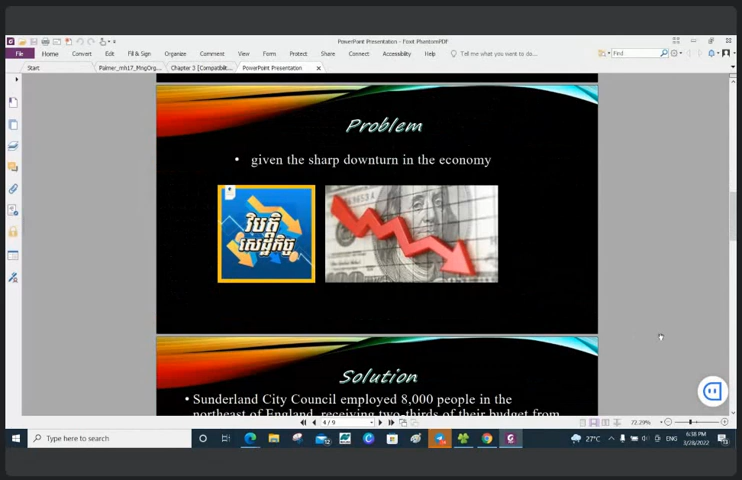 PowerPoint Presentation - Foxit PhantomPDF
File Home Convert Edit Fill & Sign Organize Comment View Form Protect Share Connect Accessibility Help Tell me what you want to do... Find
Start Palmer_mh17_MngOrg... Chapter 3 [Compatibilit... PowerPoint Presentation
Problem
• given the sharp downturn in the economy
វិបត្តិ
សេដ្ឋកិច្ច
Solution
• Sunderland City Council employed 8,000 people in the
northeast of England, receiving two-thirds of their budget from
4 / 9 72.29%
Type here to search
27°C ENG
6:38 PM
3/28/2022